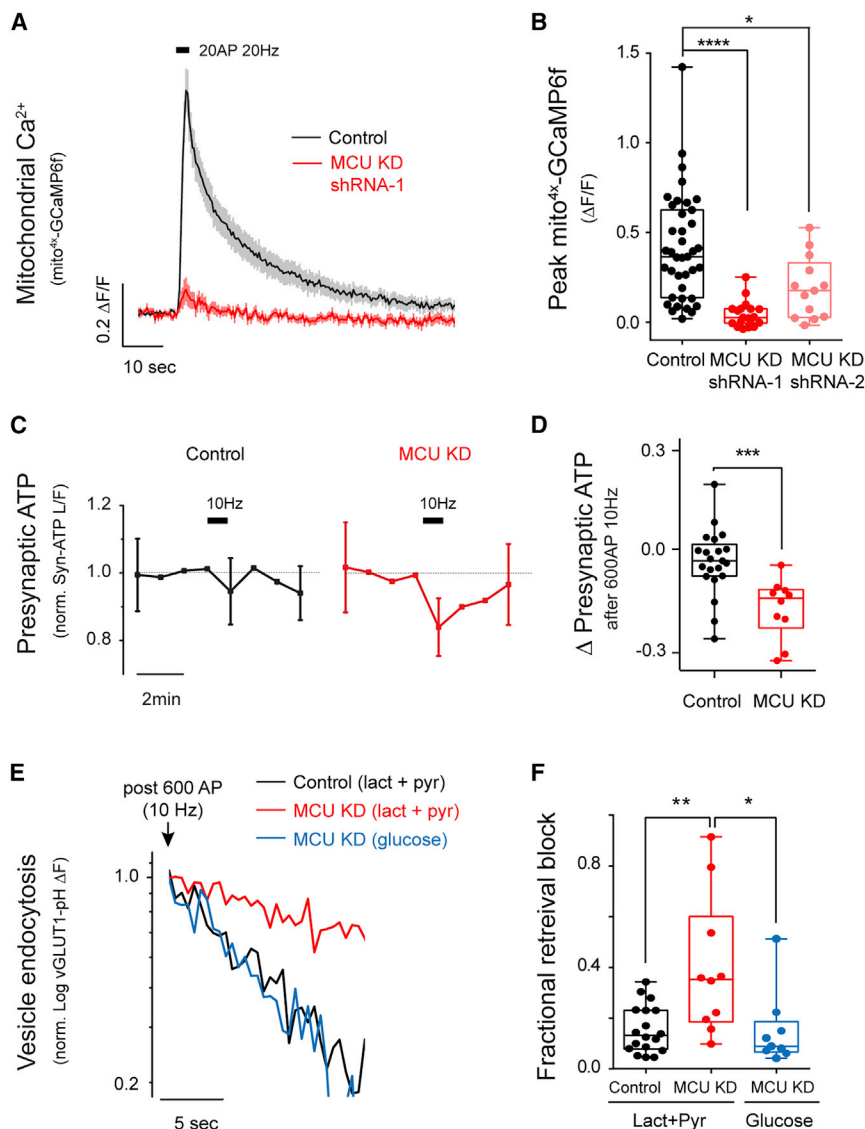 A
20AP 20Hz
Mitochondrial Ca2+
(mito4x-GCaMP6f)
Control
MCU KD
shRNA-1
0.2 ΔF/F
10 sec
B
*
****
Peak mito4x-GCaMP6f
(ΔF/F)
1.5
1.0
0.5
0.0
Control
MCU KD
shRNA-1
MCU KD
shRNA-2
C
Control
MCU KD
Presynaptic ATP
(norm. Syn-ATP L/F)
1.2
1.0
0.8
10Hz
10Hz
2min
D
***
Δ Presynaptic ATP
after 600AP 10Hz
0.3
0.0
-0.3
Control
MCU KD
E
post 600 AP
(10 Hz)
Control (lact + pyr)
MCU KD (lact + pyr)
MCU KD (glucose)
Vesicle endocytosis
(norm. Log vGLUT1-pH ΔF)
1.0
0.2
5 sec
F
**
*
Fractional retreival block
0.8
0.4
0.0
Control
MCU KD
MCU KD
Lact+Pyr
Glucose